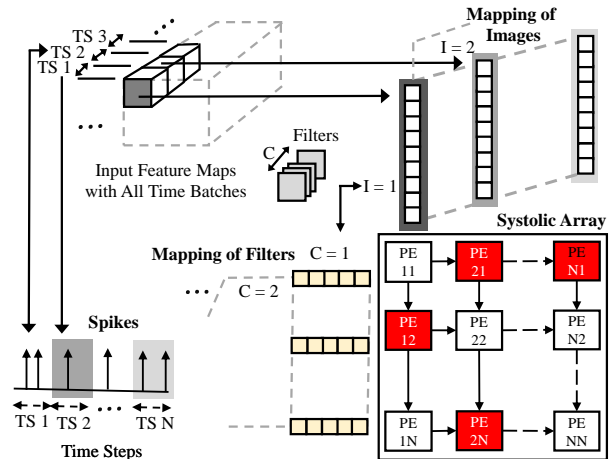 Mapping of
Images
TS 3
TS 2
TS 1
I = 2
Input Feature Maps
with All Time Batches
C
Filters
I = 1
Systolic Array
Mapping of Filters
C = 1
C = 2
PE
11
PE
21
PE
N1
PE
12
PE
22
PE
N2
PE
1N
PE
2N
PE
NN
Spikes
TS 1
TS 2
TS N
Time Steps